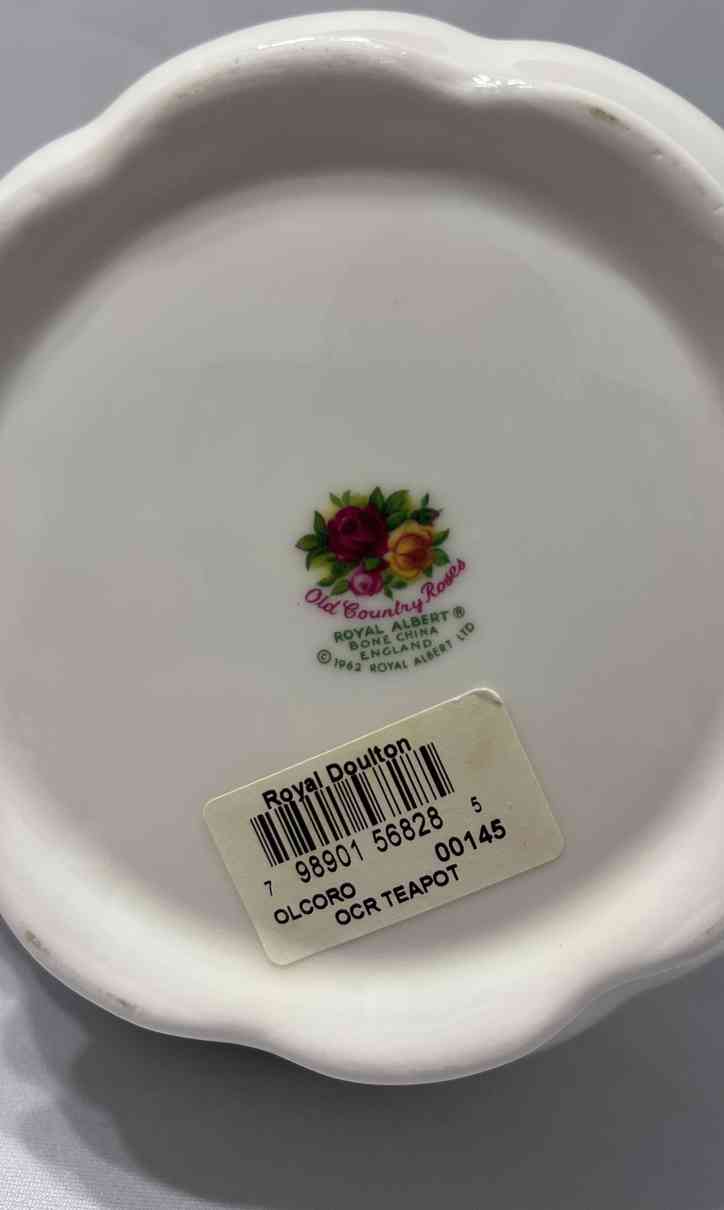 Old Country Roses
ROYAL ALBERT ®
BONE CHINA
ENGLAND
© 1962 ROYAL ALBERT LTD
Royal Doulton
7 98901 56828 5
OLCORO 00145
OCR TEAPOT